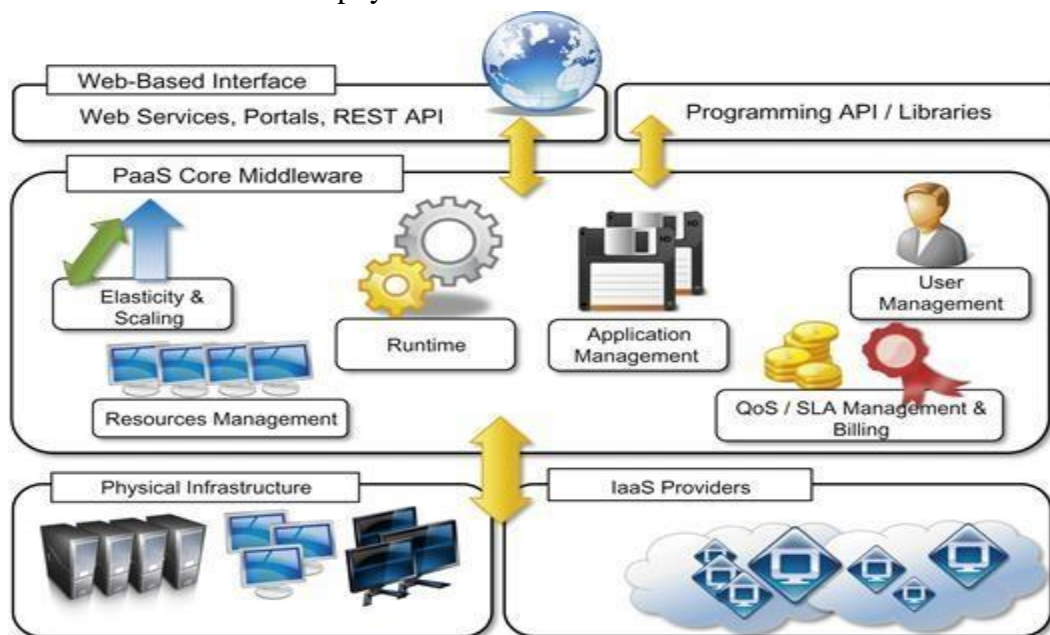 Web-Based Interface
Web Services, Portals, REST API
Programming API / Libraries
PaaS Core Middleware
Elasticity &
Scaling
Runtime
Application
Management
User
Management
Resources Management
QoS / SLA Management &
Billing
Physical Infrastructure
IaaS Providers